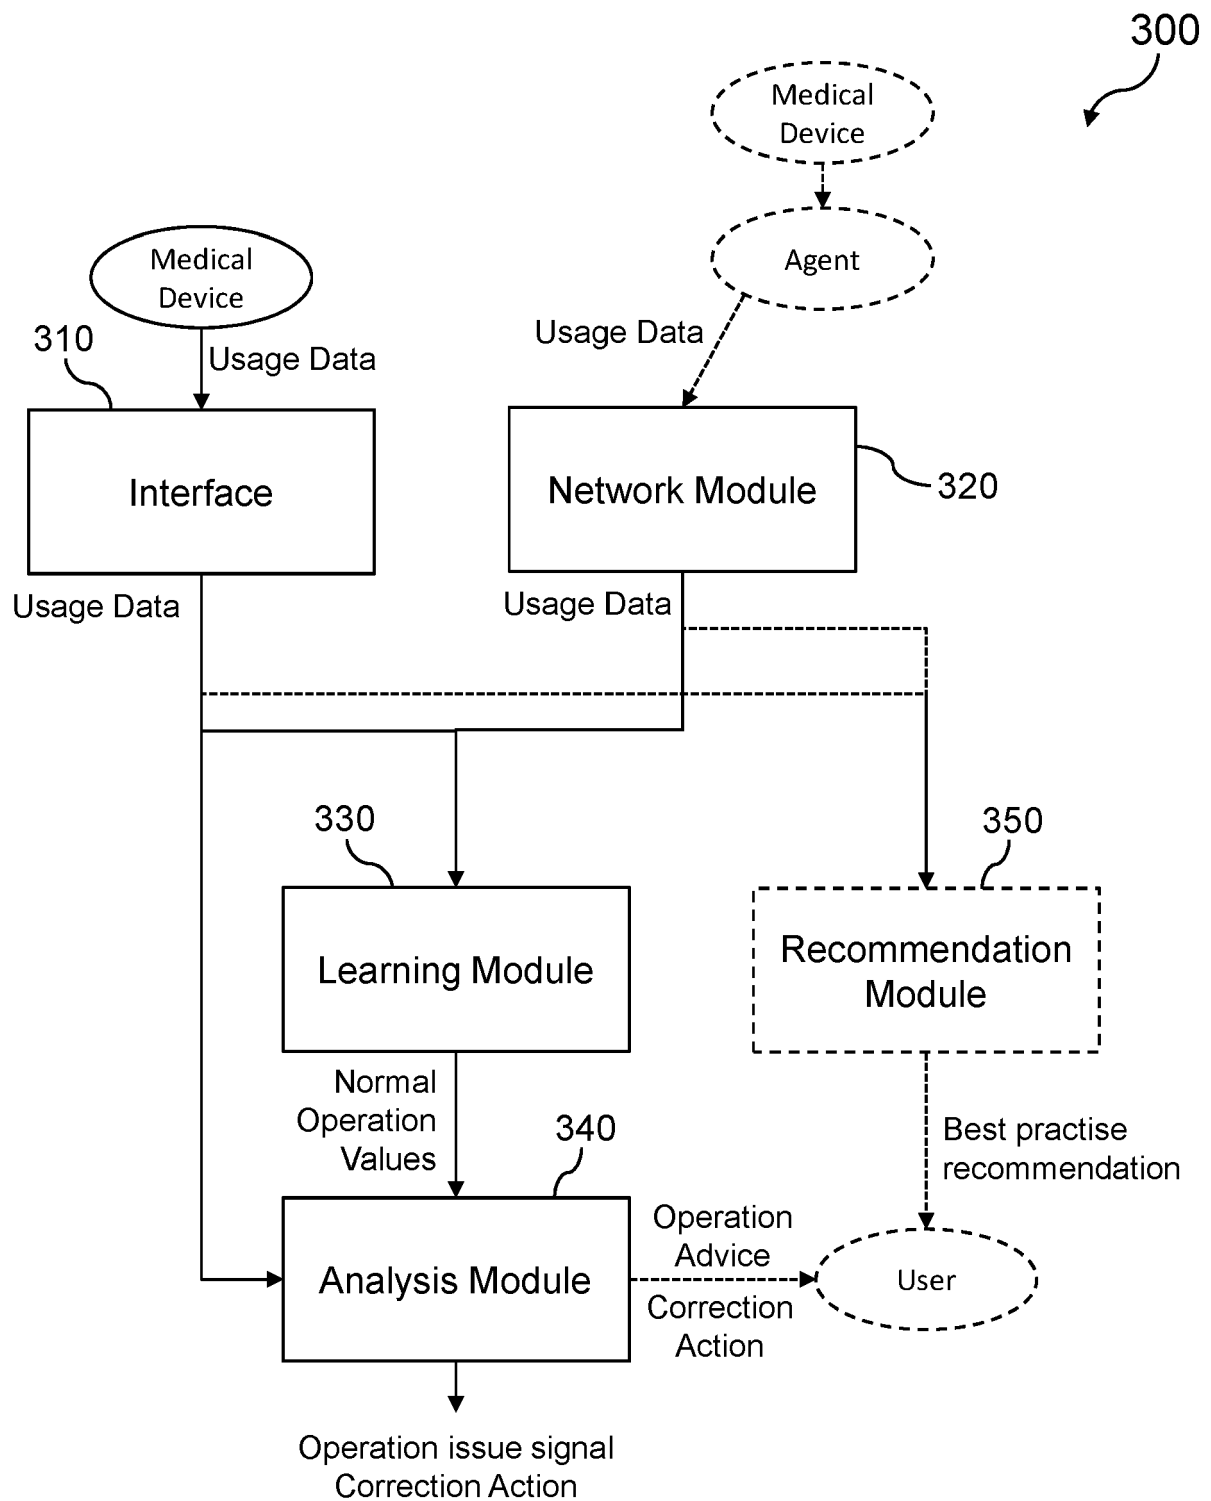 300
Medical
Device
Agent
Medical
Device
310
Usage Data
Usage Data
Interface
Network Module
320
Usage Data
Usage Data
330
350
Learning Module
Recommendation
Module
Normal
Operation
Values
340
Best practise
recommendation
Analysis Module
Operation
Advice
Correction
Action
User
Operation issue signal
Correction Action